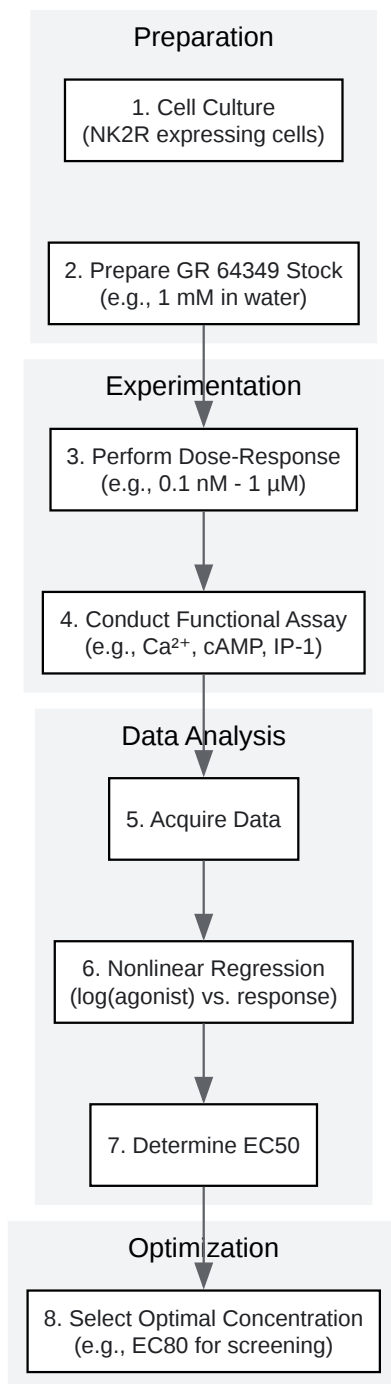 Preparation
1. Cell Culture
(NK2R expressing cells)
2. Prepare GR 64349 Stock
(e.g., 1 mM in water)
Experimentation
3. Perform Dose-Response
(e.g., 0.1 nM - 1 µM)
4. Conduct Functional Assay
(e.g., Ca²⁺, cAMP, IP-1)
Data Analysis
5. Acquire Data
6. Nonlinear Regression
(log(agonist) vs. response)
7. Determine EC50
Optimization
8. Select Optimal Concentration
(e.g., EC80 for screening)